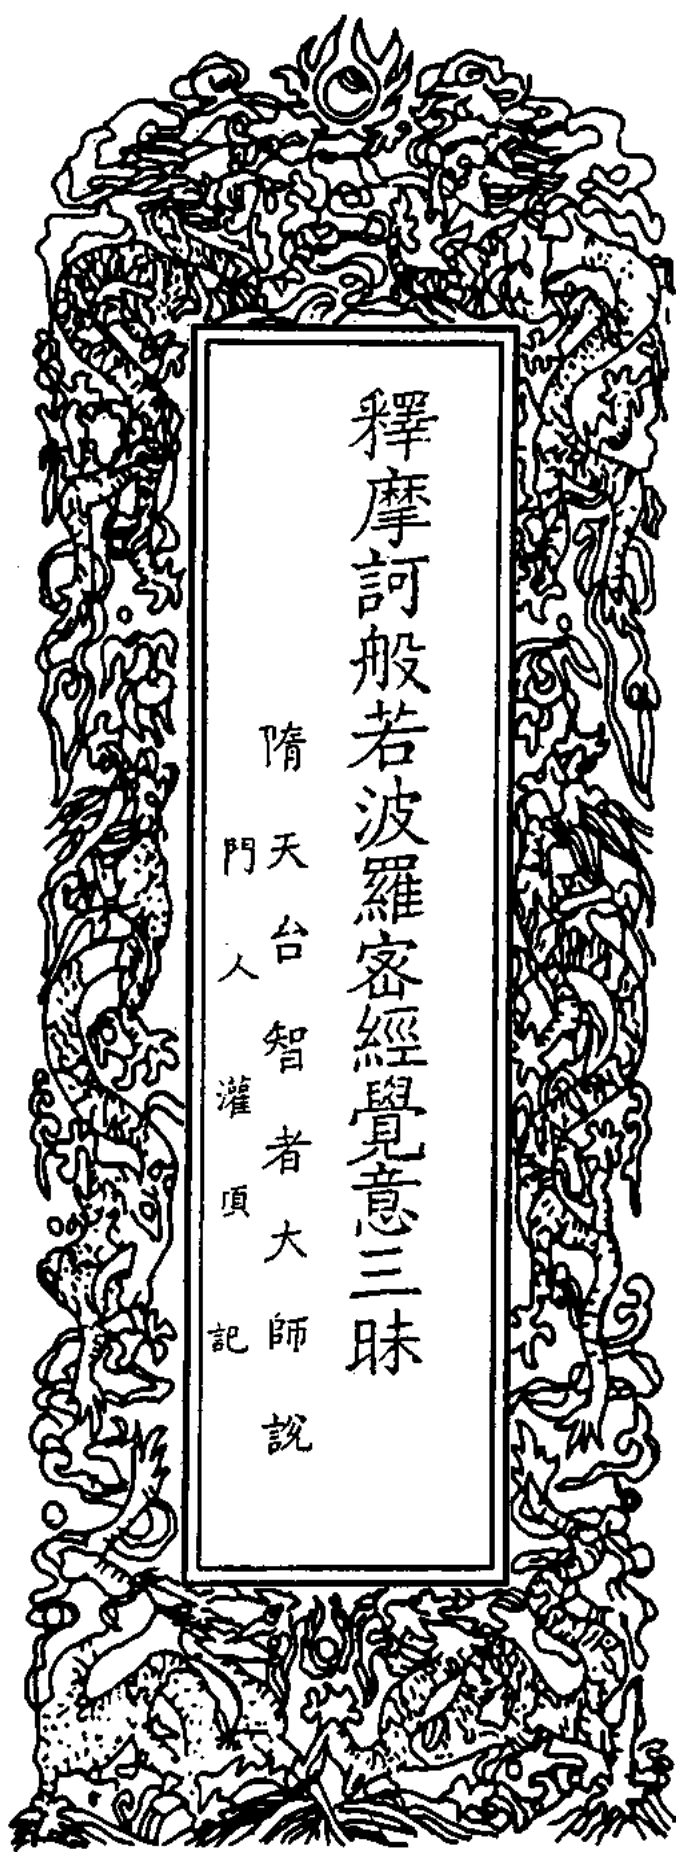 釋摩訶般若波羅密經覺意三昧
隋天台智者大師說
門人灌頂記